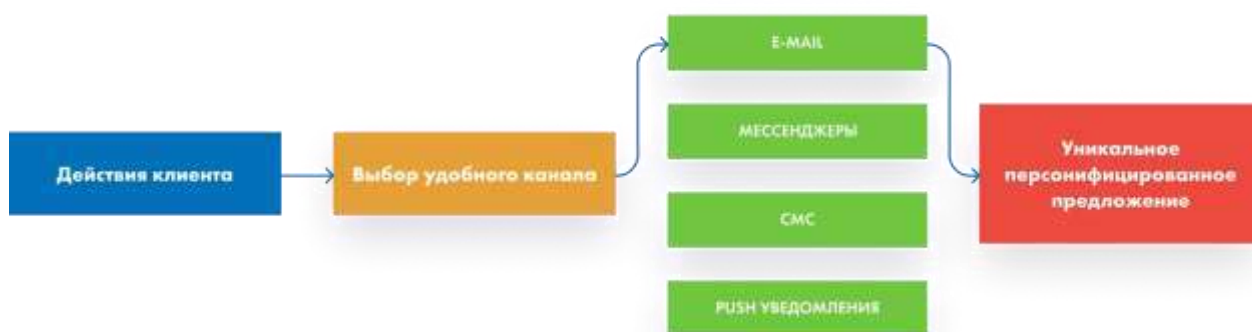 Действия клиента
Выбор удобного канала
E-MAIL
МЕССЕНДЖЕРЫ
СМС
PUSH УВЕДОМЛЕНИЯ
Уникальное
персонифицированное
предложение